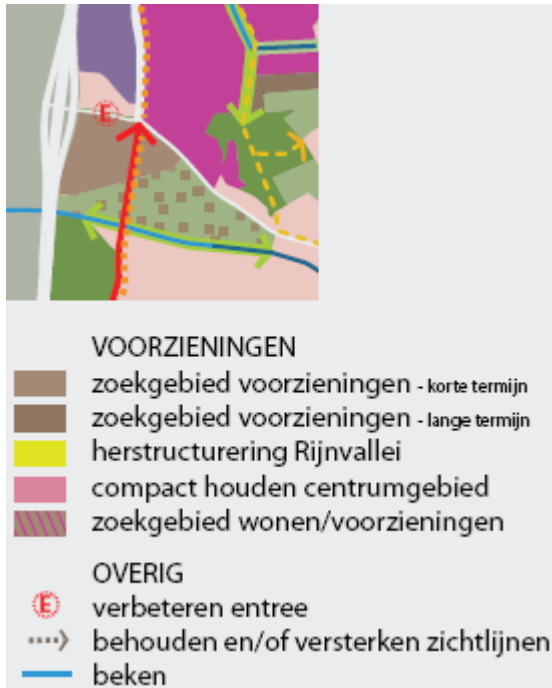 E
VOORZIENINGEN
zoekgebied voorzieningen - korte termijn
zoekgebied voorzieningen - lange termijn
herstructurering Rijnvallei
compact houden centrumgebied
zoekgebied wonen/voorzieningen
OVERIG
E verbeteren entree
behouden en/of versterken zichtlijnen
beken